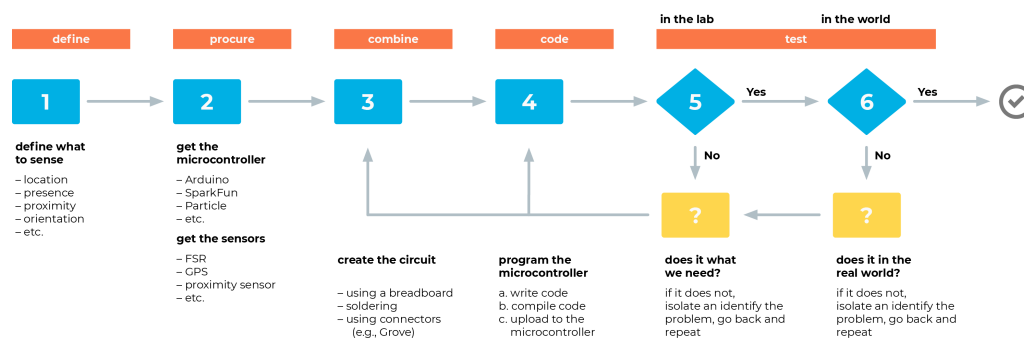 in the lab
in the world
define
procure
combine
code
test
1
2
3
4
5
Yes
6
Yes
define what
to sense
– location
– presence
– proximity
– orientation
– etc.
get the
microcontroller
– Arduino
– SparkFun
– Particle
– etc.
get the sensors
– FSR
– GPS
– proximity sensor
– etc.
No
No
?
?
create the circuit
– using a breadboard
– soldering
– using connectors
(e.g., Grove)
program the
microcontroller
a. write code
b. compile code
c. upload to the
microcontroller
does it what
we need?
if it does not,
isolate an identify the
problem, go back and
repeat
does it in the
real world?
if it does not,
isolate an identify the
problem, go back and
repeat